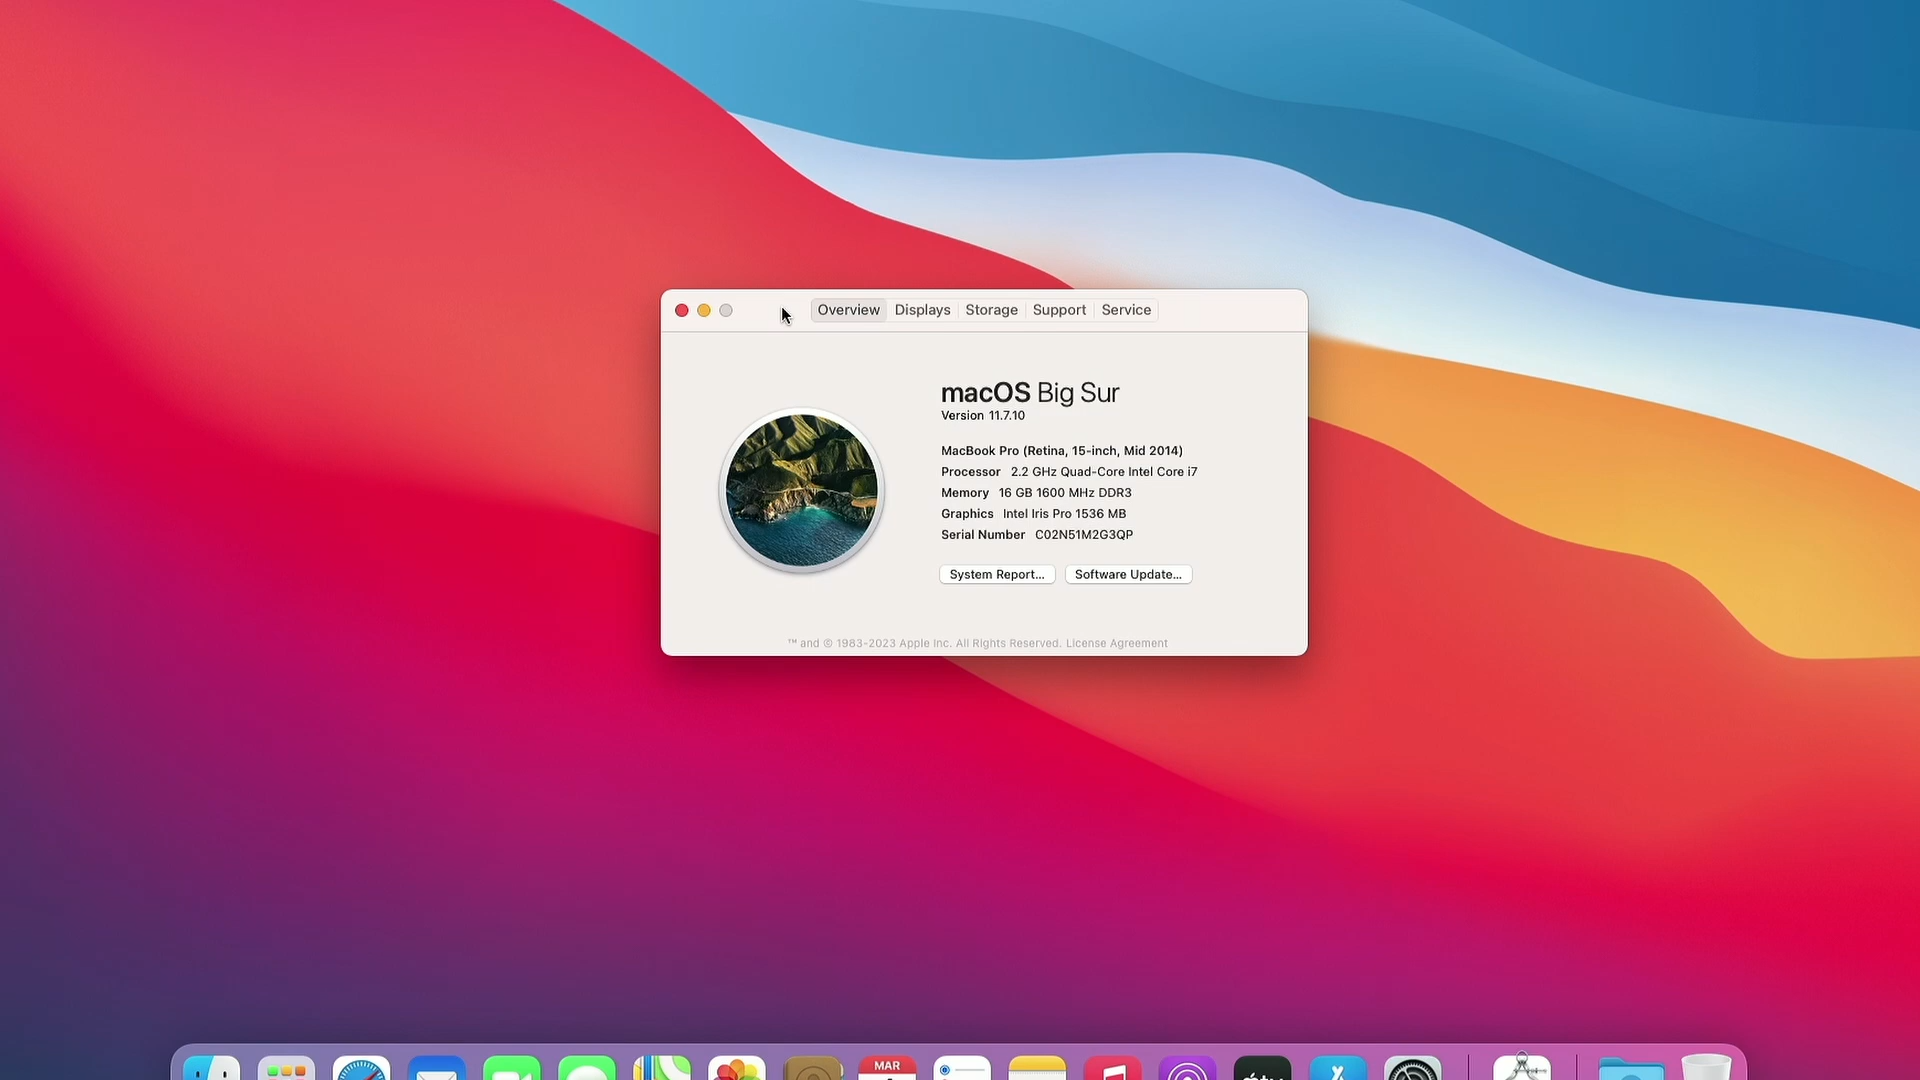 Overview Displays Storage Support Service
macOS Big Sur
Version 11.7.10
MacBook Pro (Retina, 15-inch, Mid 2014)
Processor 2.2 GHz Quad-Core Intel Core i7
Memory 16 GB 1600 MHz DDR3
Graphics Intel Iris Pro 1536 MB
Serial Number C02N51M2G3QP
System Report... Software Update...
™ and © 1983-2023 Apple Inc. All Rights Reserved. License Agreement
MAR